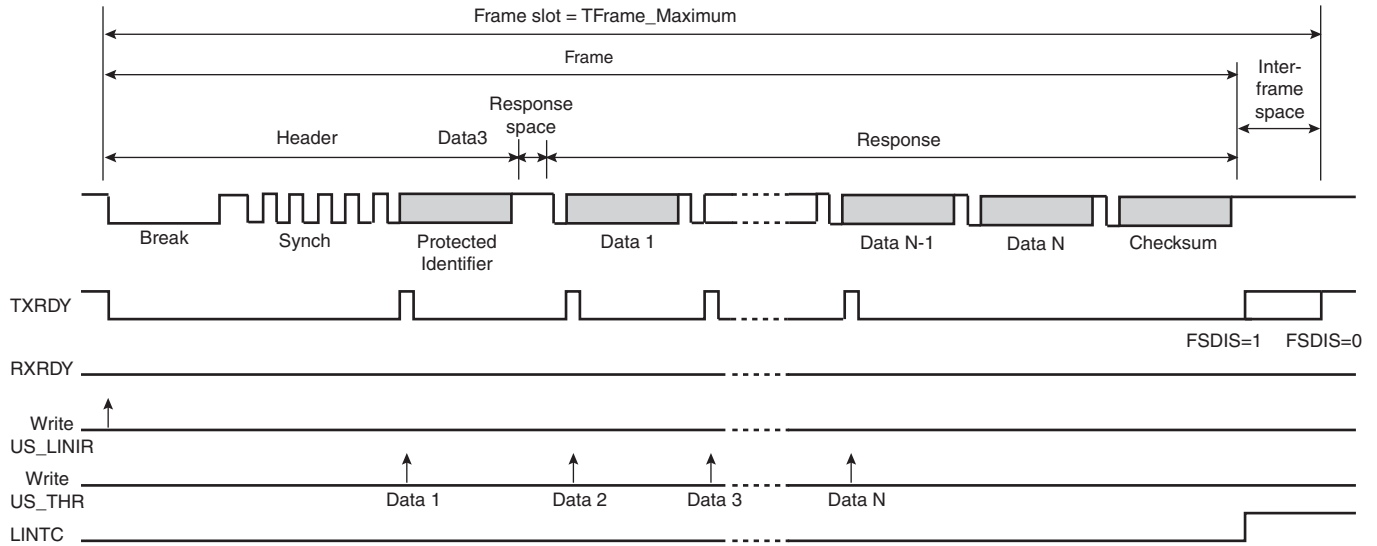 Frame slot = TFrame_Maximum
Frame
Inter-
frame
space
Response
space
Header
Data3
Response
Break
Synch
Protected
Identifier
Data 1
Data N-1
Data N
Checksum
TXRDY
FSDIS=1
FSDIS=0
RXRDY
Write
US_LINIR
Write
US_THR
Data 1
Data 2
Data 3
Data N
LINTC